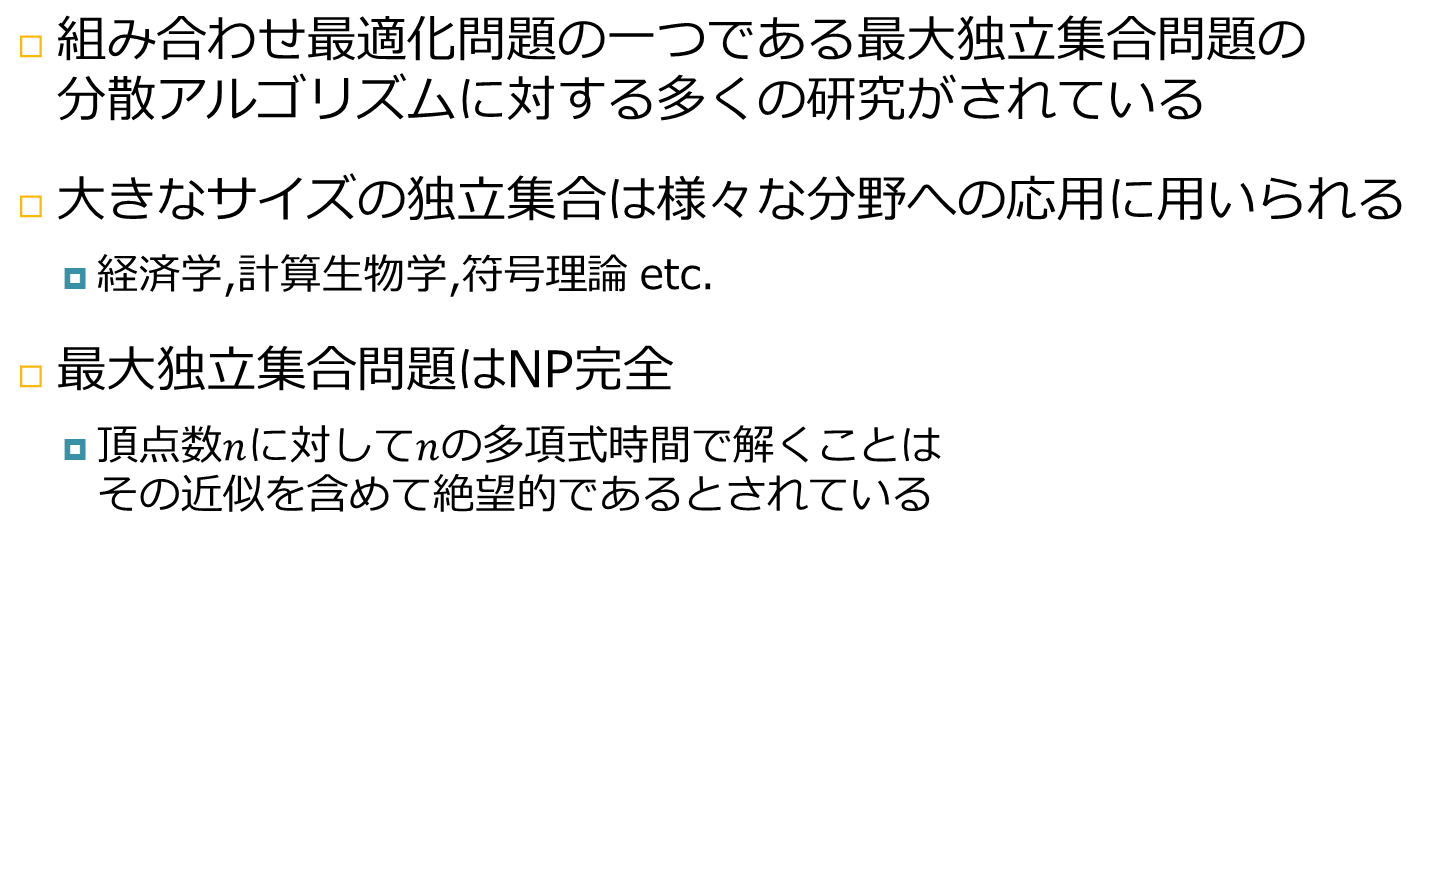 組み合わせ最適化問題の一つである最大独立集合問題の
分散アルゴリズムに対する多くの研究がされている
大きなサイズの独立集合は様々な分野への応用に用いられる
経済学,計算生物学,符号理論 etc.
最大独立集合問題はNP完全
頂点数nに対してnの多項式時間で解くことは
その近似を含めて絶望的であるとされている